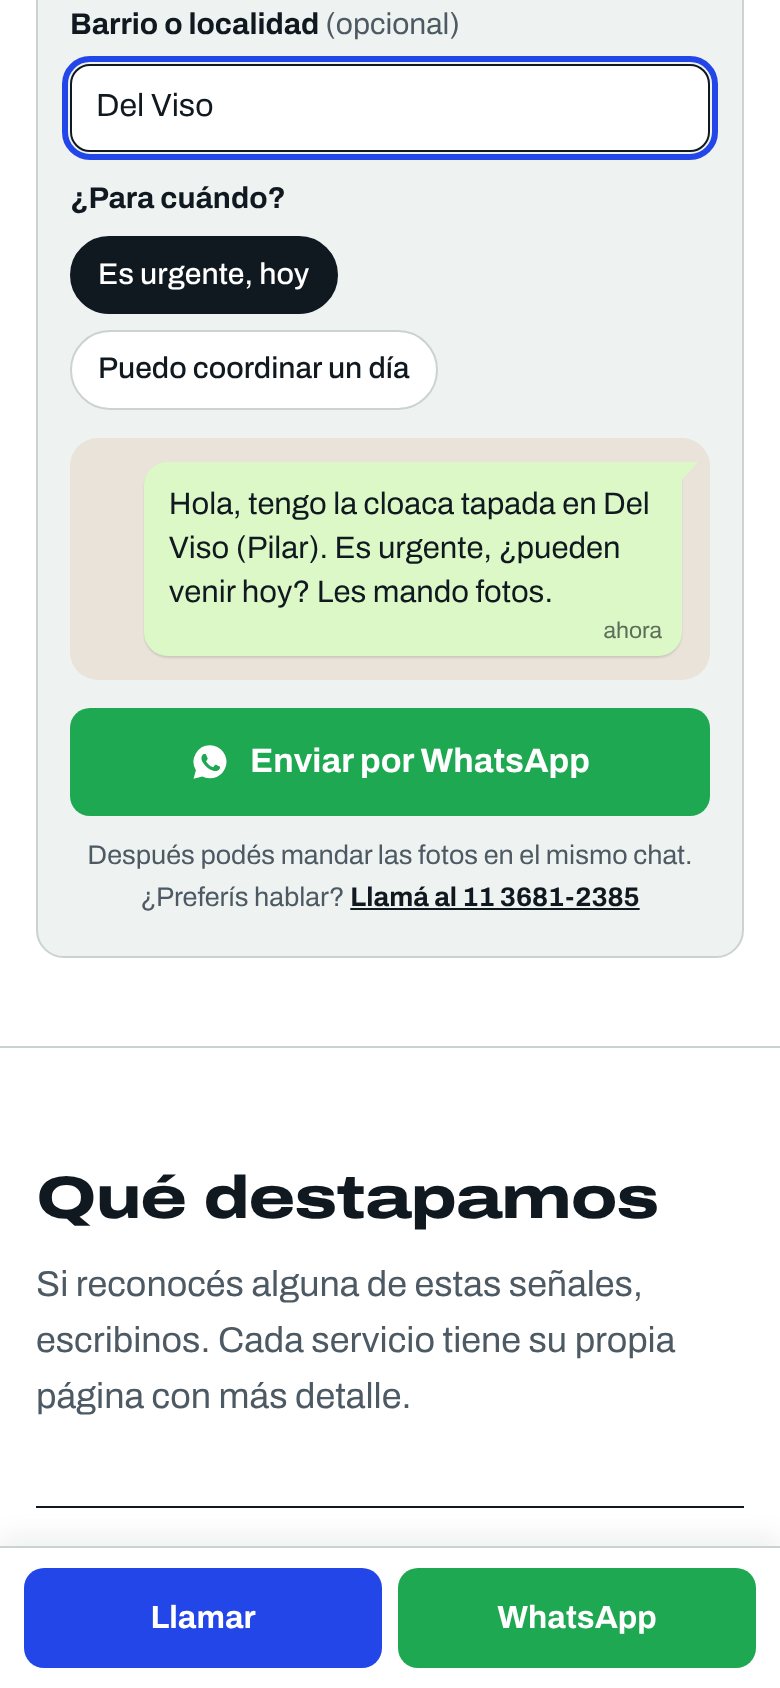 Barrio o localidad (opcional)
Del Viso
¿Para cuándo?
Es urgente, hoy
Puedo coordinar un día
Hola, tengo la cloaca tapada en Del
Viso (Pilar). Es urgente, ¿pueden
venir hoy? Les mando fotos.
ahora
Enviar por WhatsApp
Después podés mandar las fotos en el mismo chat.
¿Preferís hablar? Llamá al 11 3681-2385
Qué destapamos
Si reconocés alguna de estas señales,
escribinos. Cada servicio tiene su propia
página con más detalle.
Llamar
WhatsApp